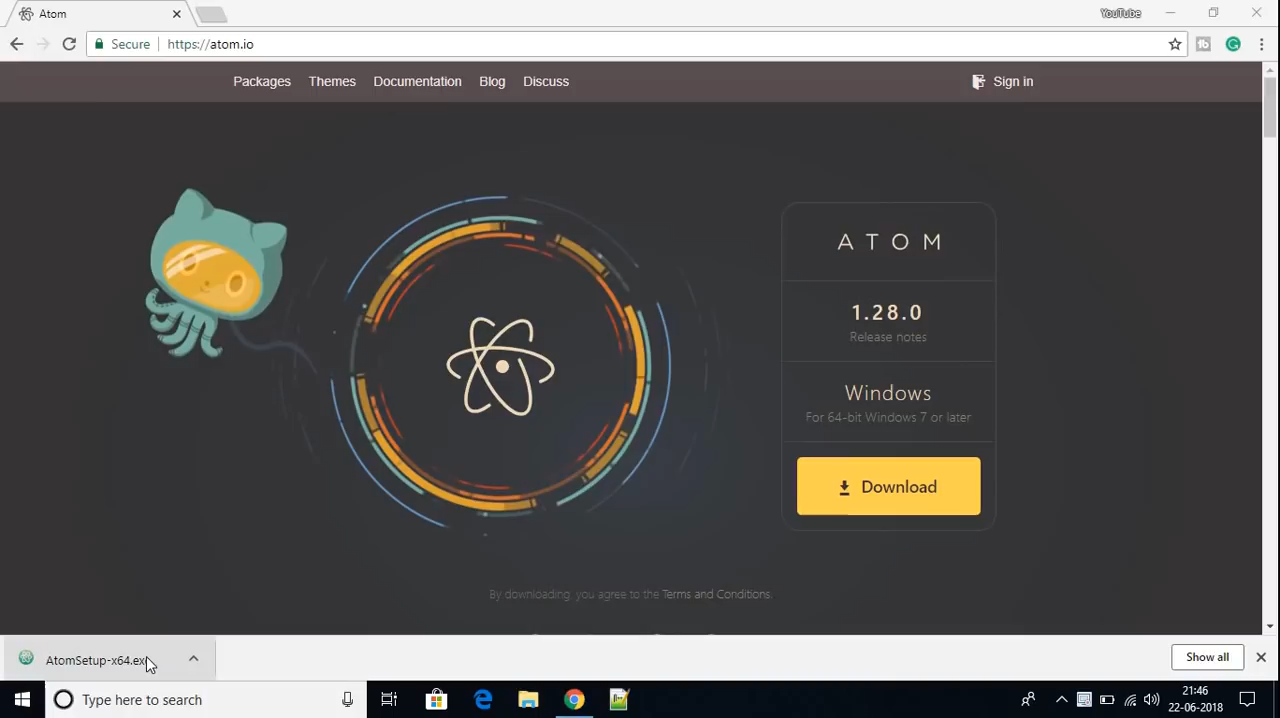 Atom
YouTube
Secure
https://atom.io
Packages
Themes
Documentation
Blog
Discuss
Sign in
ATOM
1.28.0
Release notes
Windows
For 64-bit Windows 7 or later
Download
By downloading, you agree to the Terms and Conditions.
AtomSetup-x64.exe
Show all
Type here to search
21:46
22-06-2018